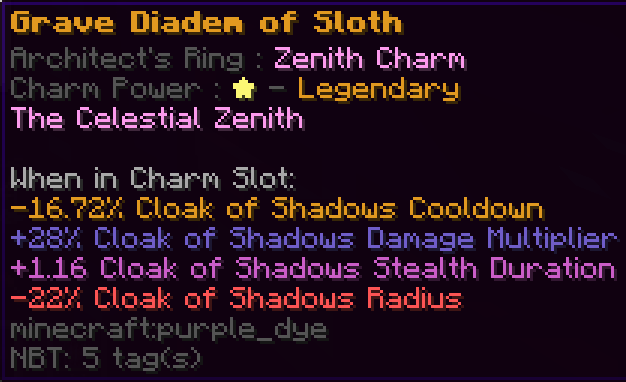 Grave Diadem of Sloth
Architect's Ring : Zenith Charm
Charm Power : ★ - Legendary
The Celestial Zenith
When in Charm Slot:
-16.72% Cloak of Shadows Cooldown
+28% Cloak of Shadows Damage Multiplier
+1.16 Cloak of Shadows Stealth Duration
-22% Cloak of Shadows Radius
minecraft:purple_dye
NBT: 5 tag(s)